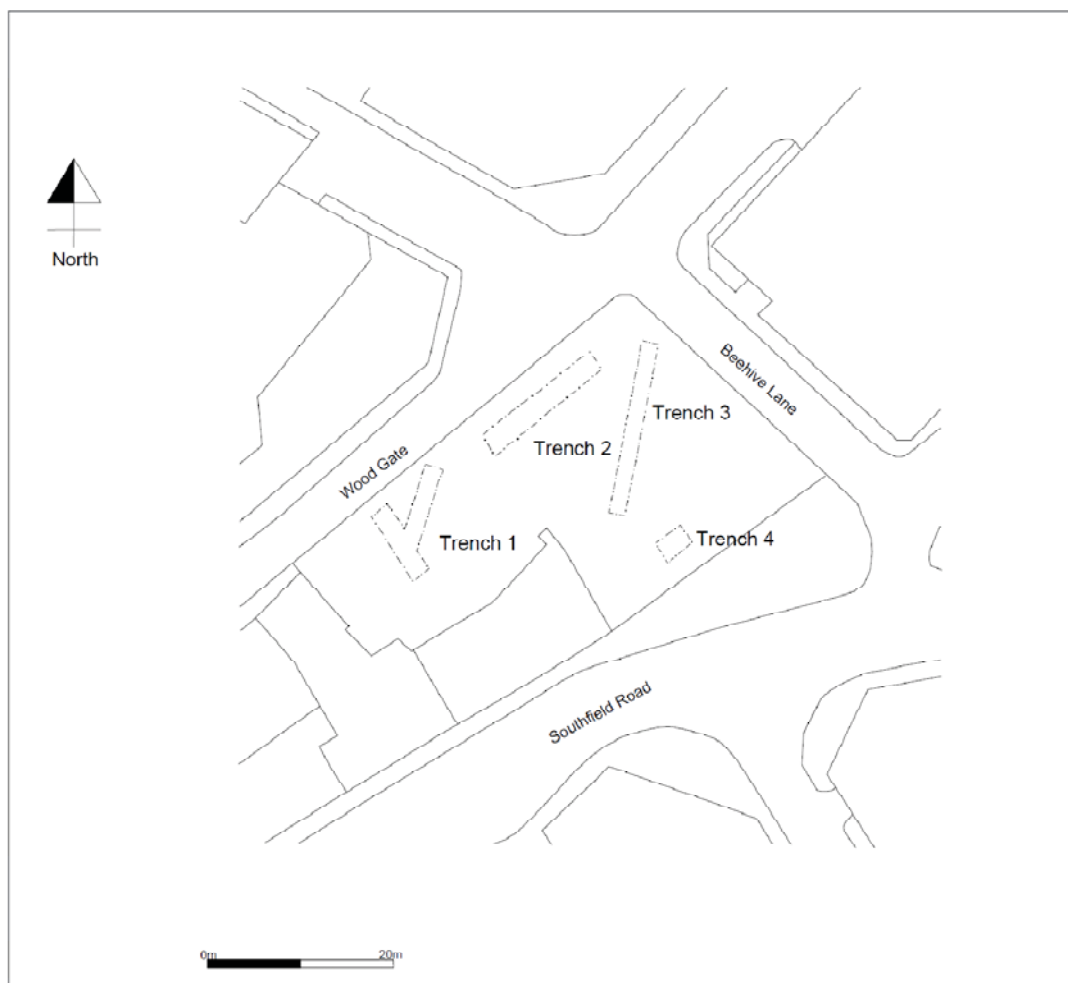 North
Beehive Lane
Trench 3
Trench 2
Wood Gate
Trench 1
Trench 4
Southfield Road
0m
20m